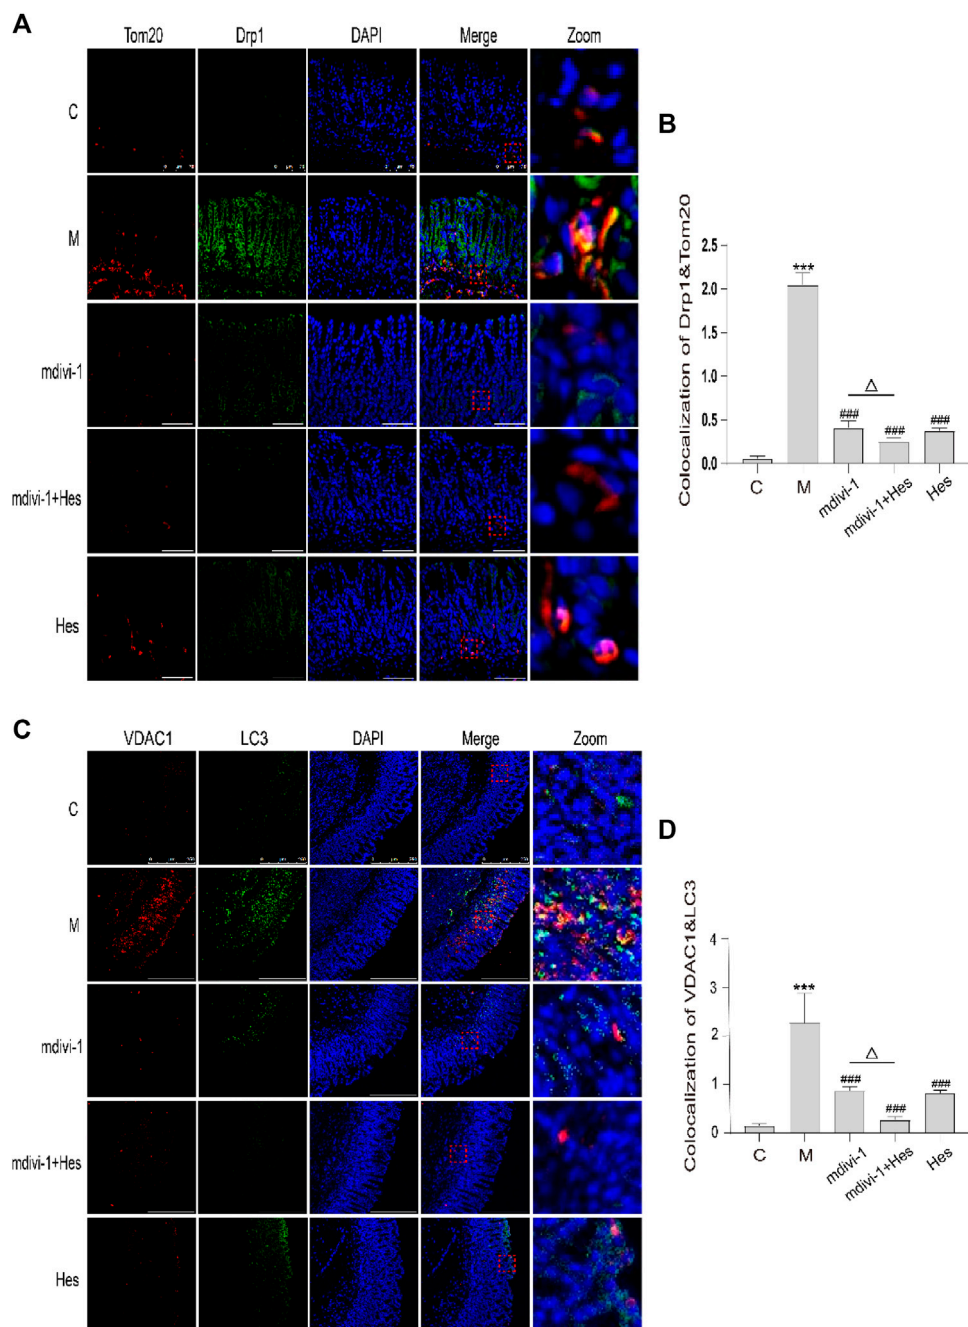 A
Tom20 Drp1 DAPI Merge Zoom
C
M
mdivi-1
mdivi-1+Hes
Hes
B
Colocalization of Drp1&Tom20
2.5
2.0
1.5
1.0
0.5
0.0
***
###
△
###
###
C M mdivi-1 mdivi-1+Hes Hes
C
VDAC1 LC3 DAPI Merge Zoom
C
M
mdivi-1
mdivi-1+Hes
Hes
D
Colocalization of VDAC1&LC3
4
3
2
1
0
***
###
△
###
###
C M mdivi-1 mdivi-1+Hes Hes